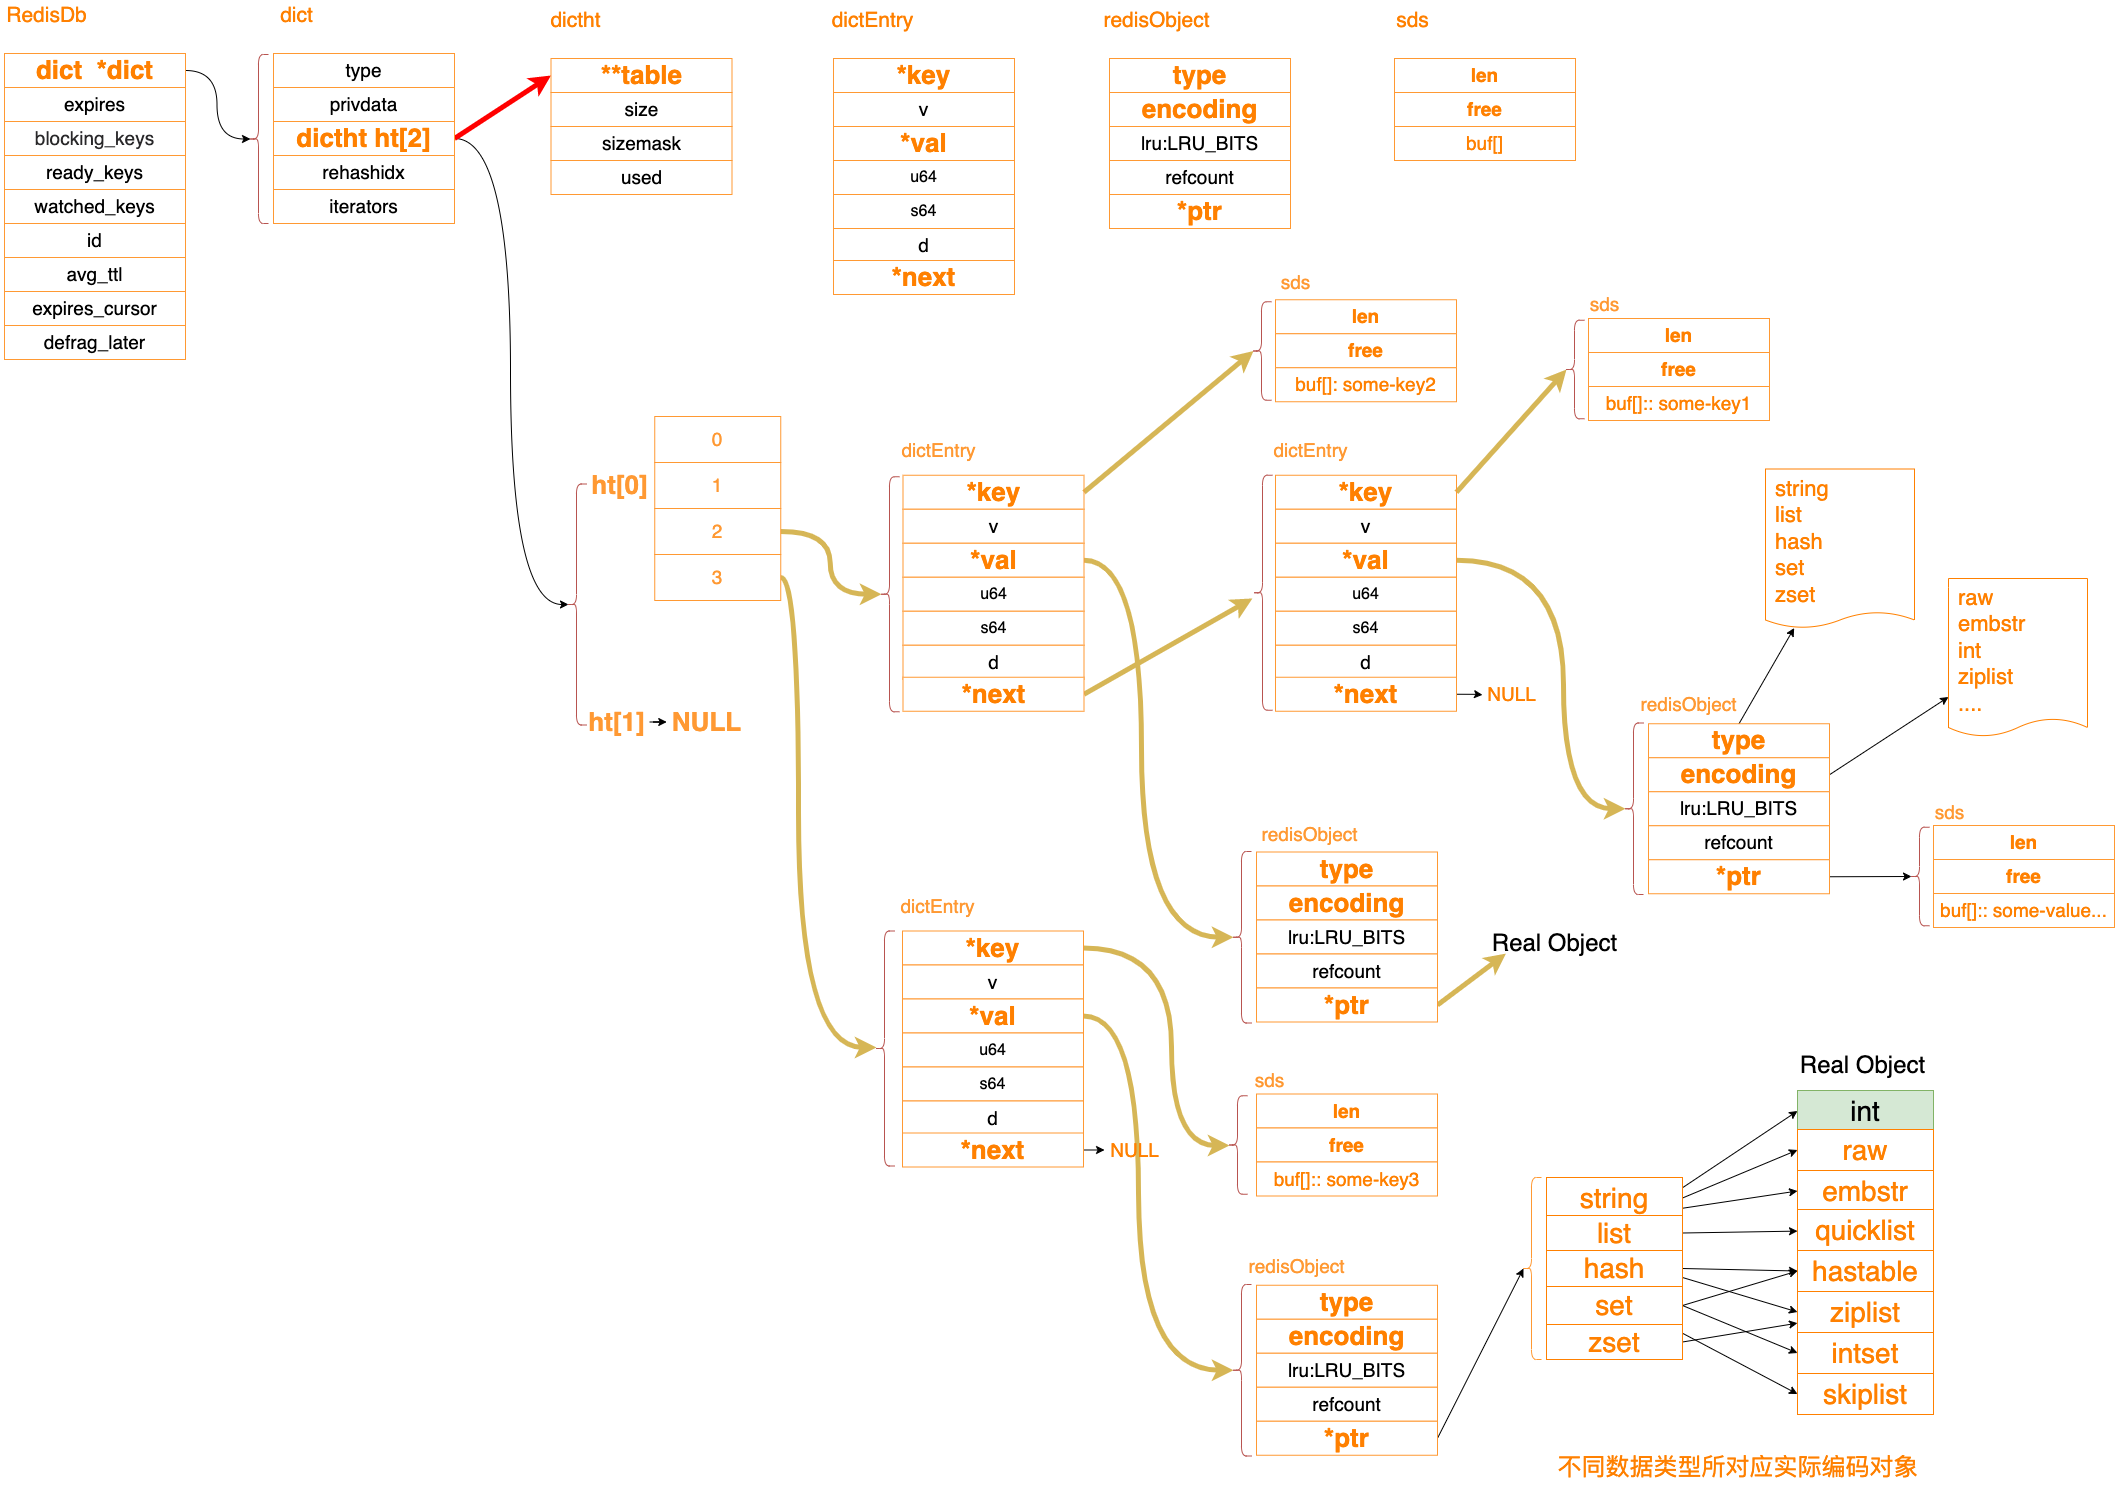 RedisDb
dict *dict
expires
blocking_keys
ready_keys
watched_keys
id
avg_ttl
expires_cursor
defrag_later
dict
type
privdata
dictht ht[2]
rehashidx
iterators
dictht
**table
size
sizemask
used
dictEntry
*key
v
*val
u64
s64
d
*next
redisObject
type
encoding
lru:LRU_BITS
refcount
*ptr
sds
len
free
buf[]
ht[0]
0
1
2
3
ht[1]
NULL
dictEntry
*key
v
*val
u64
s64
d
*next
sds
len
free
buf[]: some-key2
dictEntry
*key
v
*val
u64
s64
d
*next
NULL
sds
len
free
buf[]:: some-key1
string
list
hash
set
zset
raw
embstr
int
ziplist
....
redisObject
type
encoding
lru:LRU_BITS
refcount
*ptr
sds
len
free
buf[]:: some-value...
redisObject
type
encoding
lru:LRU_BITS
refcount
*ptr
Real Object
dictEntry
*key
v
*val
u64
s64
d
*next
NULL
sds
len
free
buf[]:: some-key3
redisObject
type
encoding
lru:LRU_BITS
refcount
*ptr
string
list
hash
set
zset
Real Object
int
raw
embstr
quicklist
hastable
ziplist
intset
skiplist
不同数据类型所对应实际编码对象